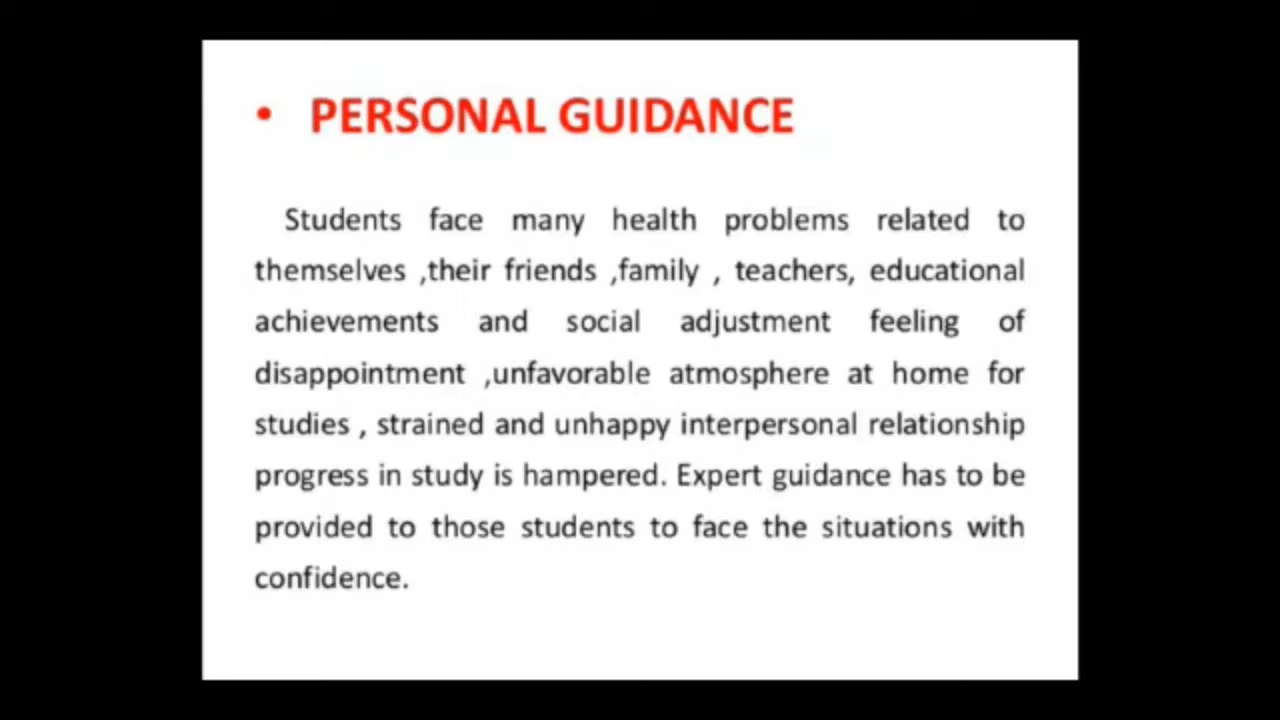 • PERSONAL GUIDANCE
Students face many health problems related to
themselves ,their friends ,family , teachers, educational
achievements and social adjustment feeling of
disappointment ,unfavorable atmosphere at home for
studies , strained and unhappy interpersonal relationship
progress in study is hampered. Expert guidance has to be
provided to those students to face the situations with
confidence.